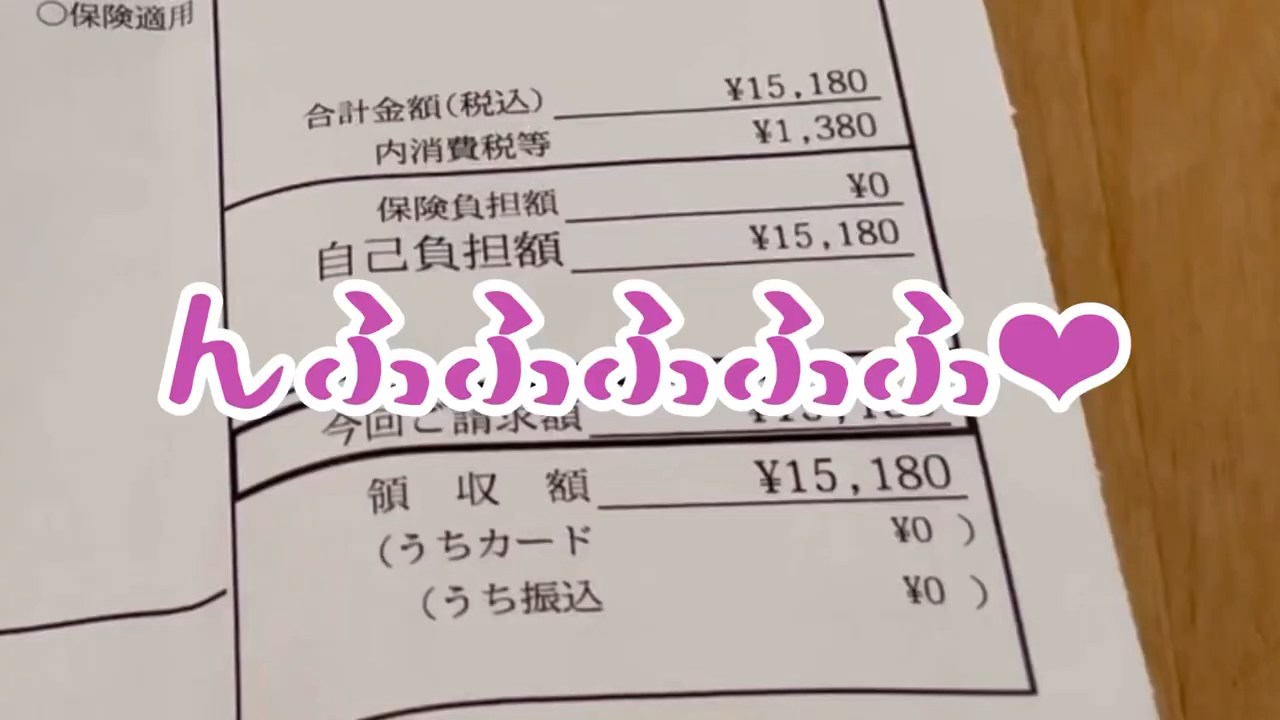 ○保険適用
合計金額(税込) ¥15,180
内消費税等 ¥1,380
保険負担額 ¥0
自己負担額 ¥15,180
んふふふふふ❤
今回ご請求額 ¥15,180
領 収 額 ¥15,180
(うちカード ¥0 )
(うち振込 ¥0 )